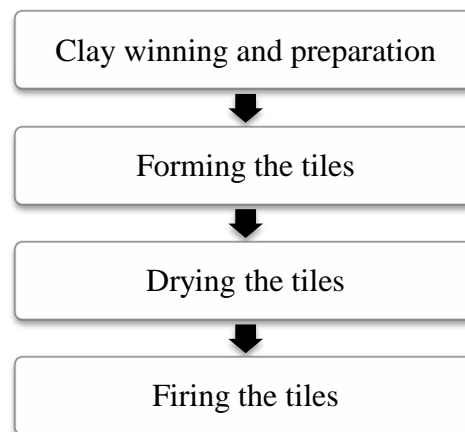 Clay winning and preparation
Forming the tiles
Drying the tiles
Firing the tiles